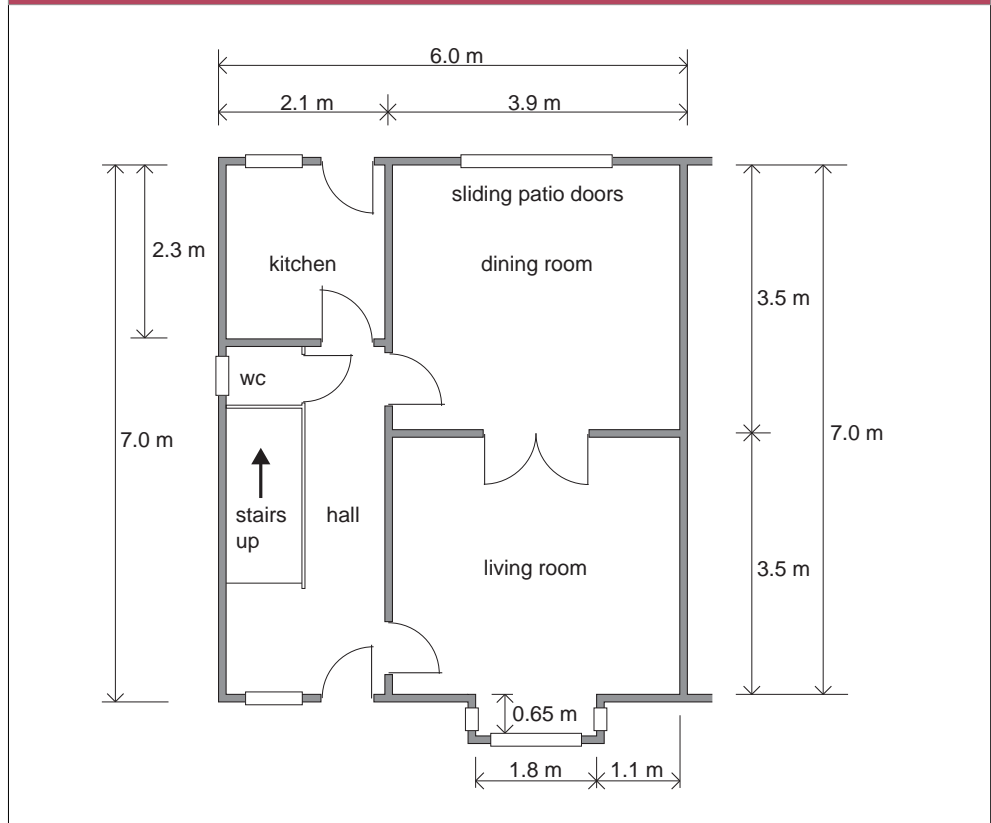 6.0 m
2.1 m
3.9 m
sliding patio doors
2.3 m
kitchen
dining room
3.5 m
wc
7.0 m
7.0 m
stairs
up
hall
living room
3.5 m
0.65 m
1.8 m
1.1 m